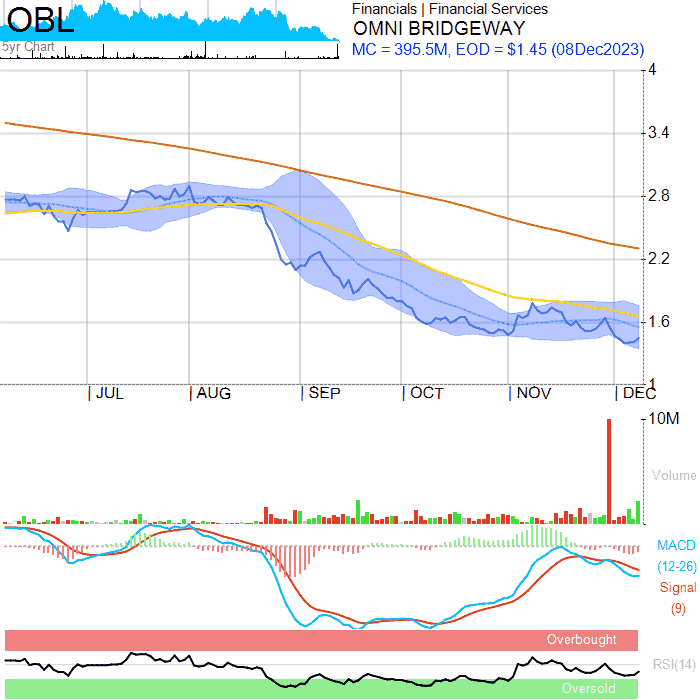 OBL
5yr Chart
Financials | Financial Services
OMNI BRIDGEWAY
MC = 395.5M, EOD = $1.45 (08Dec2023)
4
3.4
2.8
2.2
1.6
1
JUL AUG SEP OCT NOV DEC
10M
Volume
MACD
(12-26)
Signal
(9)
Overbought
RSI(14)
Oversold